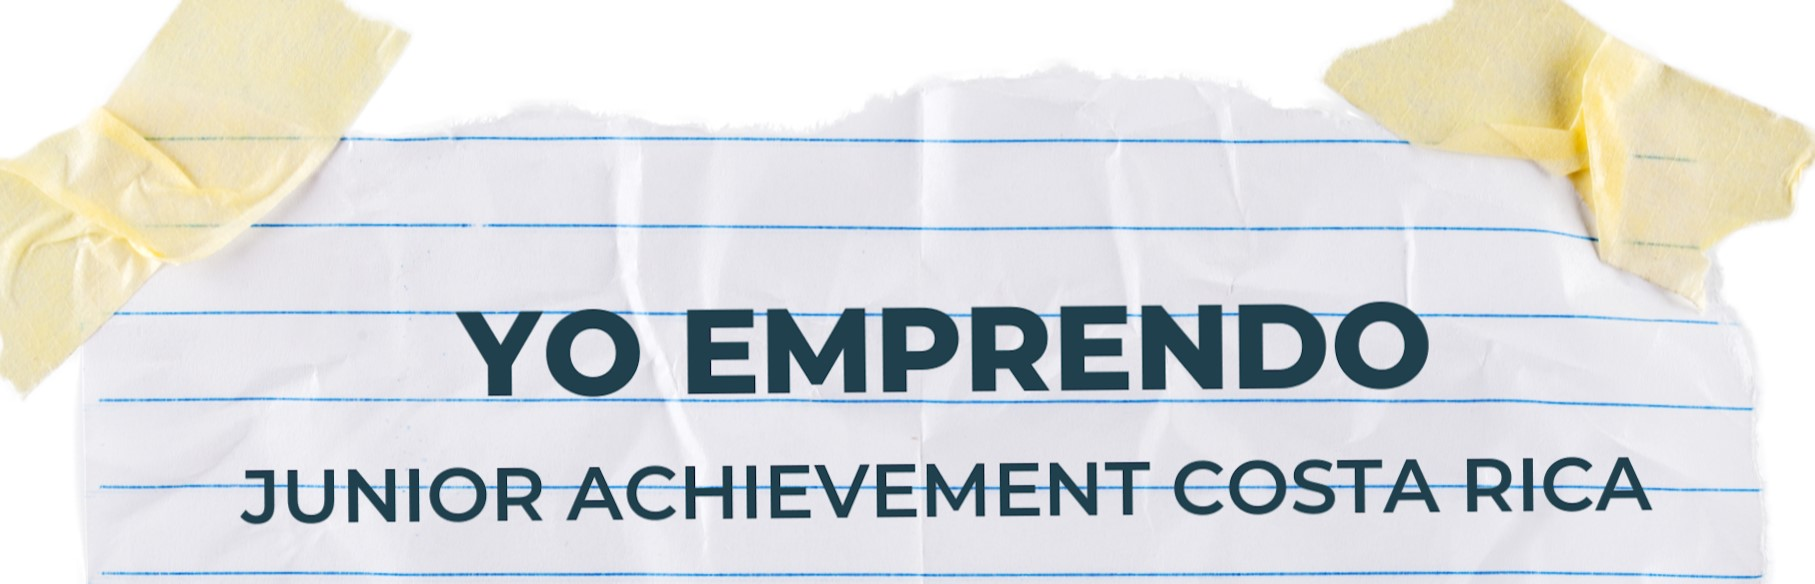 YO EMPRENDO
JUNIOR ACHIEVEMENT COSTA RICA